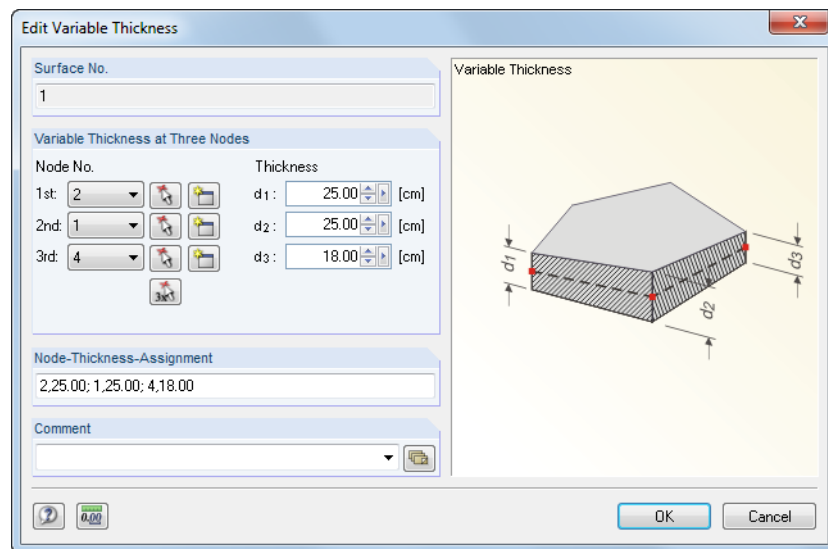 Edit Variable Thickness
Surface No.
1
Variable Thickness at Three Nodes
Node No. Thickness
1st: 2 d1: 25.00 [cm]
2nd: 1 d2: 25.00 [cm]
3rd: 4 d3: 18.00 [cm]
3x
Node-Thickness-Assignment
2,25.00; 1,25.00; 4,18.00
Comment
0.00
Variable Thickness
d1
d2
d3
OK Cancel